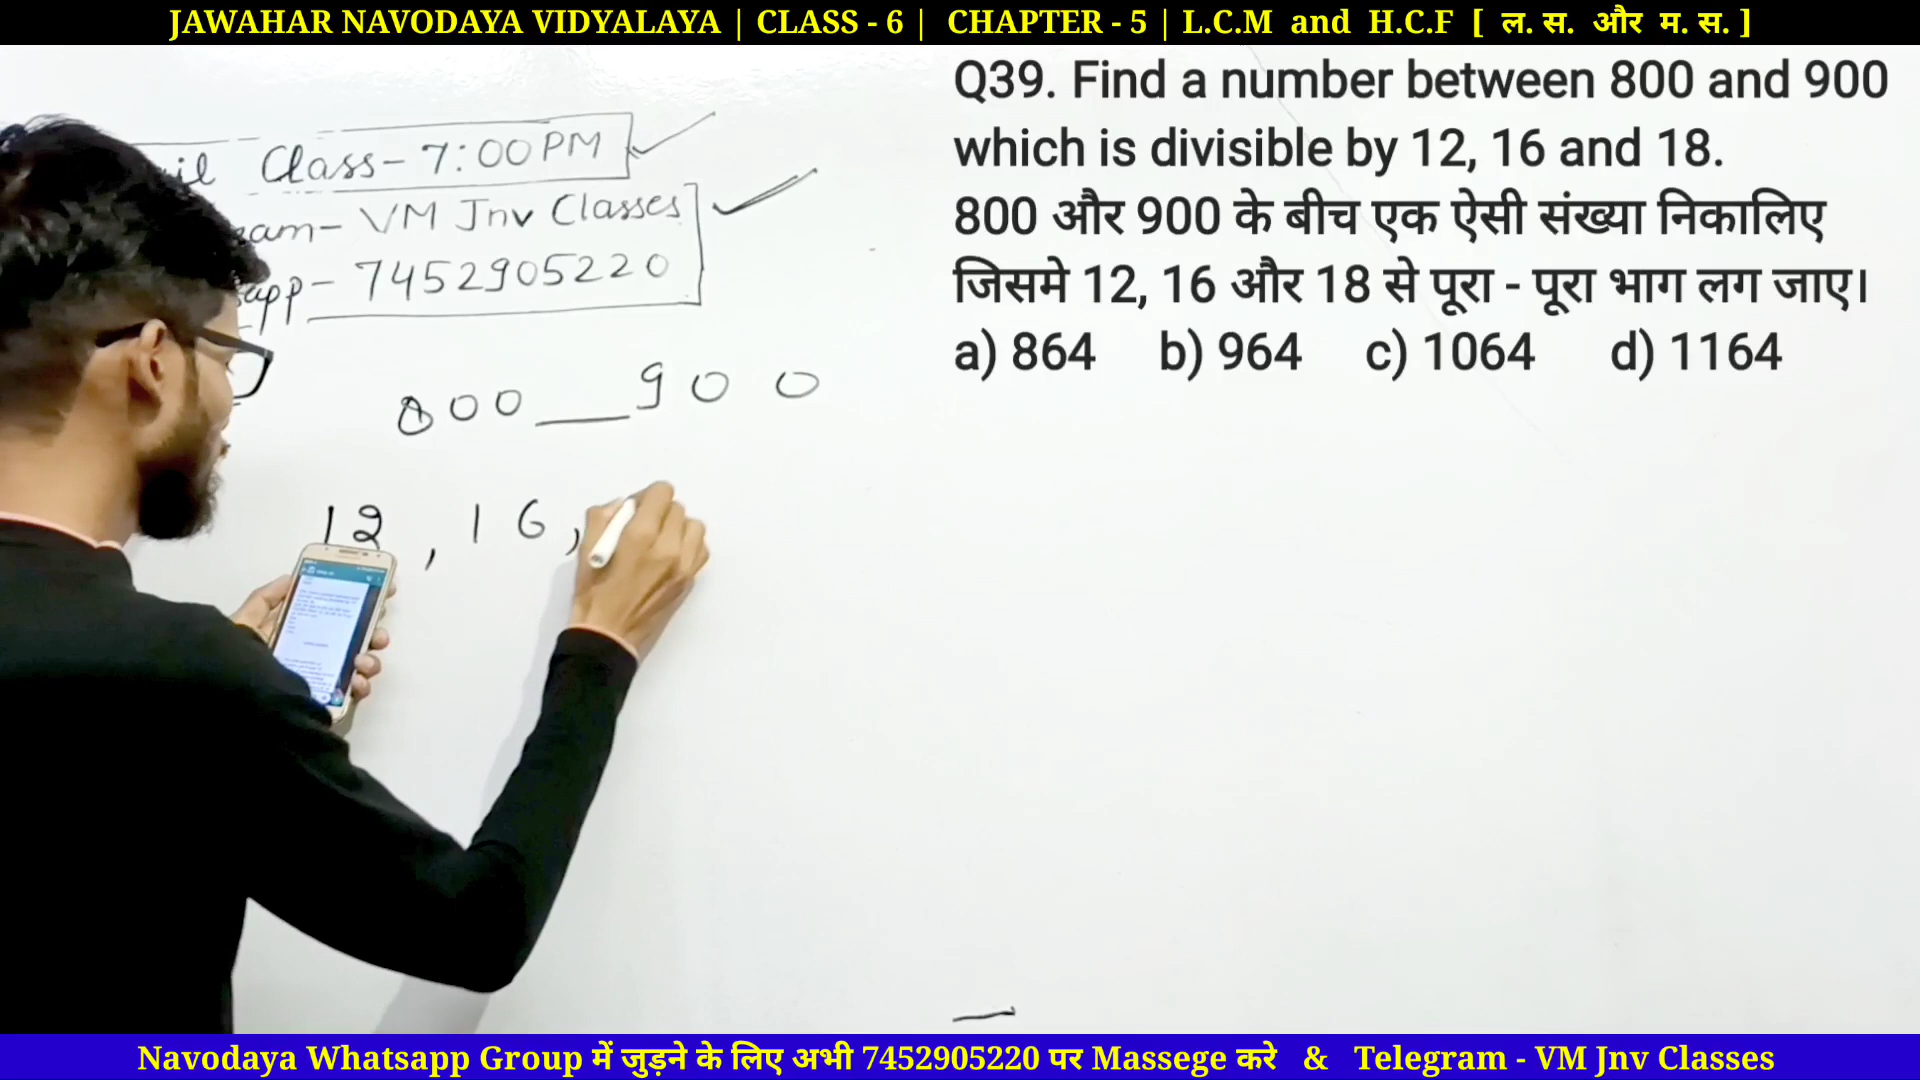 JAWAHAR NAVODAYA VIDYALAYA | CLASS - 6 | CHAPTER - 5 | L.C.M and H.C.F [ ल. स. और म. स. ]
Class - 7:00 PM
VM Jnv Classes
7452905220
800 __ 900
12, 16,
Q39. Find a number between 800 and 900
which is divisible by 12, 16 and 18.
800 और 900 के बीच एक ऐसी संख्या निकालिए
जिसमे 12, 16 और 18 से पूरा - पूरा भाग लग जाए।
a) 864 b) 964 c) 1064 d) 1164
Navodaya Whatsapp Group में जुड़ने के लिए अभी 7452905220 पर Massege करे & Telegram - VM Jnv Classes